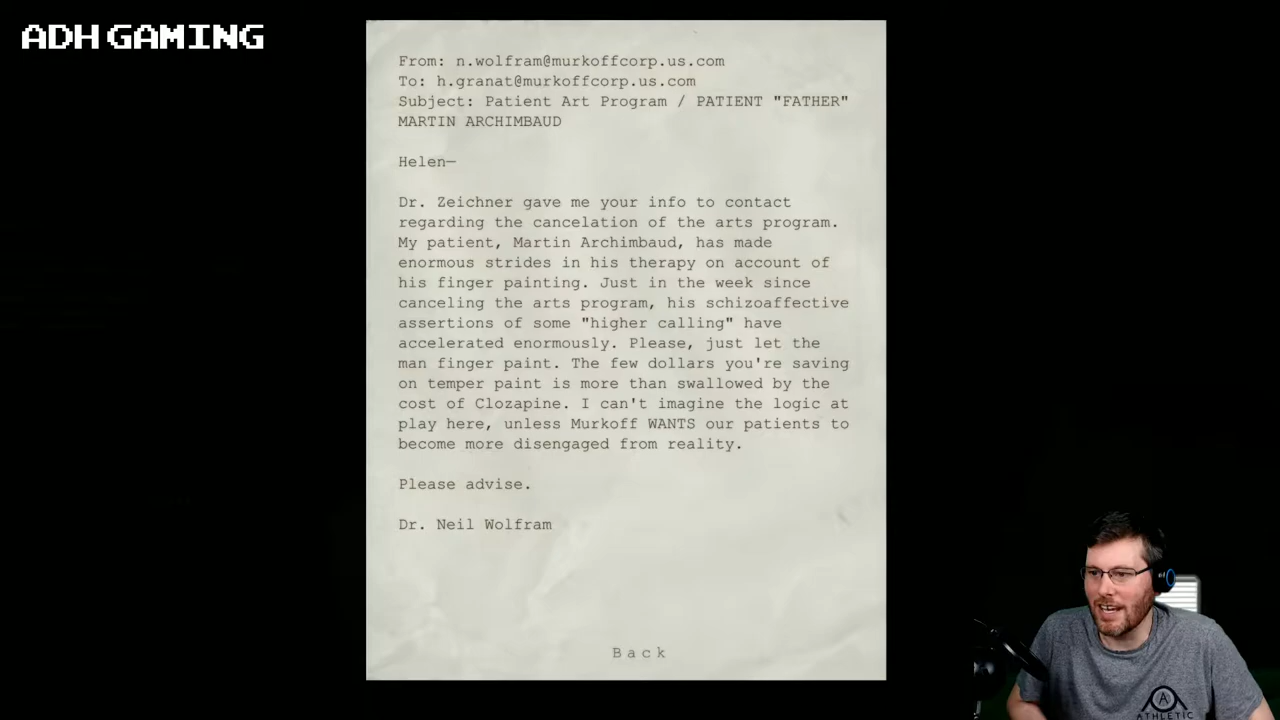 ADH GAMING
From: n.wolfram@murkoffcorp.us.com
To: h.granat@murkoffcorp.us.com
Subject: Patient Art Program / PATIENT "FATHER"
MARTIN ARCHIMBAUD
Helen—
Dr. Zeichner gave me your info to contact
regarding the cancelation of the arts program.
My patient, Martin Archimbaud, has made
enormous strides in his therapy on account of
his finger painting. Just in the week since
canceling the arts program, his schizoaffective
assertions of some "higher calling" have
accelerated enormously. Please, just let the
man finger paint. The few dollars you're saving
on temper paint is more than swallowed by the
cost of Clozapine. I can't imagine the logic at
play here, unless Murkoff WANTS our patients to
become more disengaged from reality.
Please advise.
Dr. Neil Wolfram
Back
A
ATHLETIC